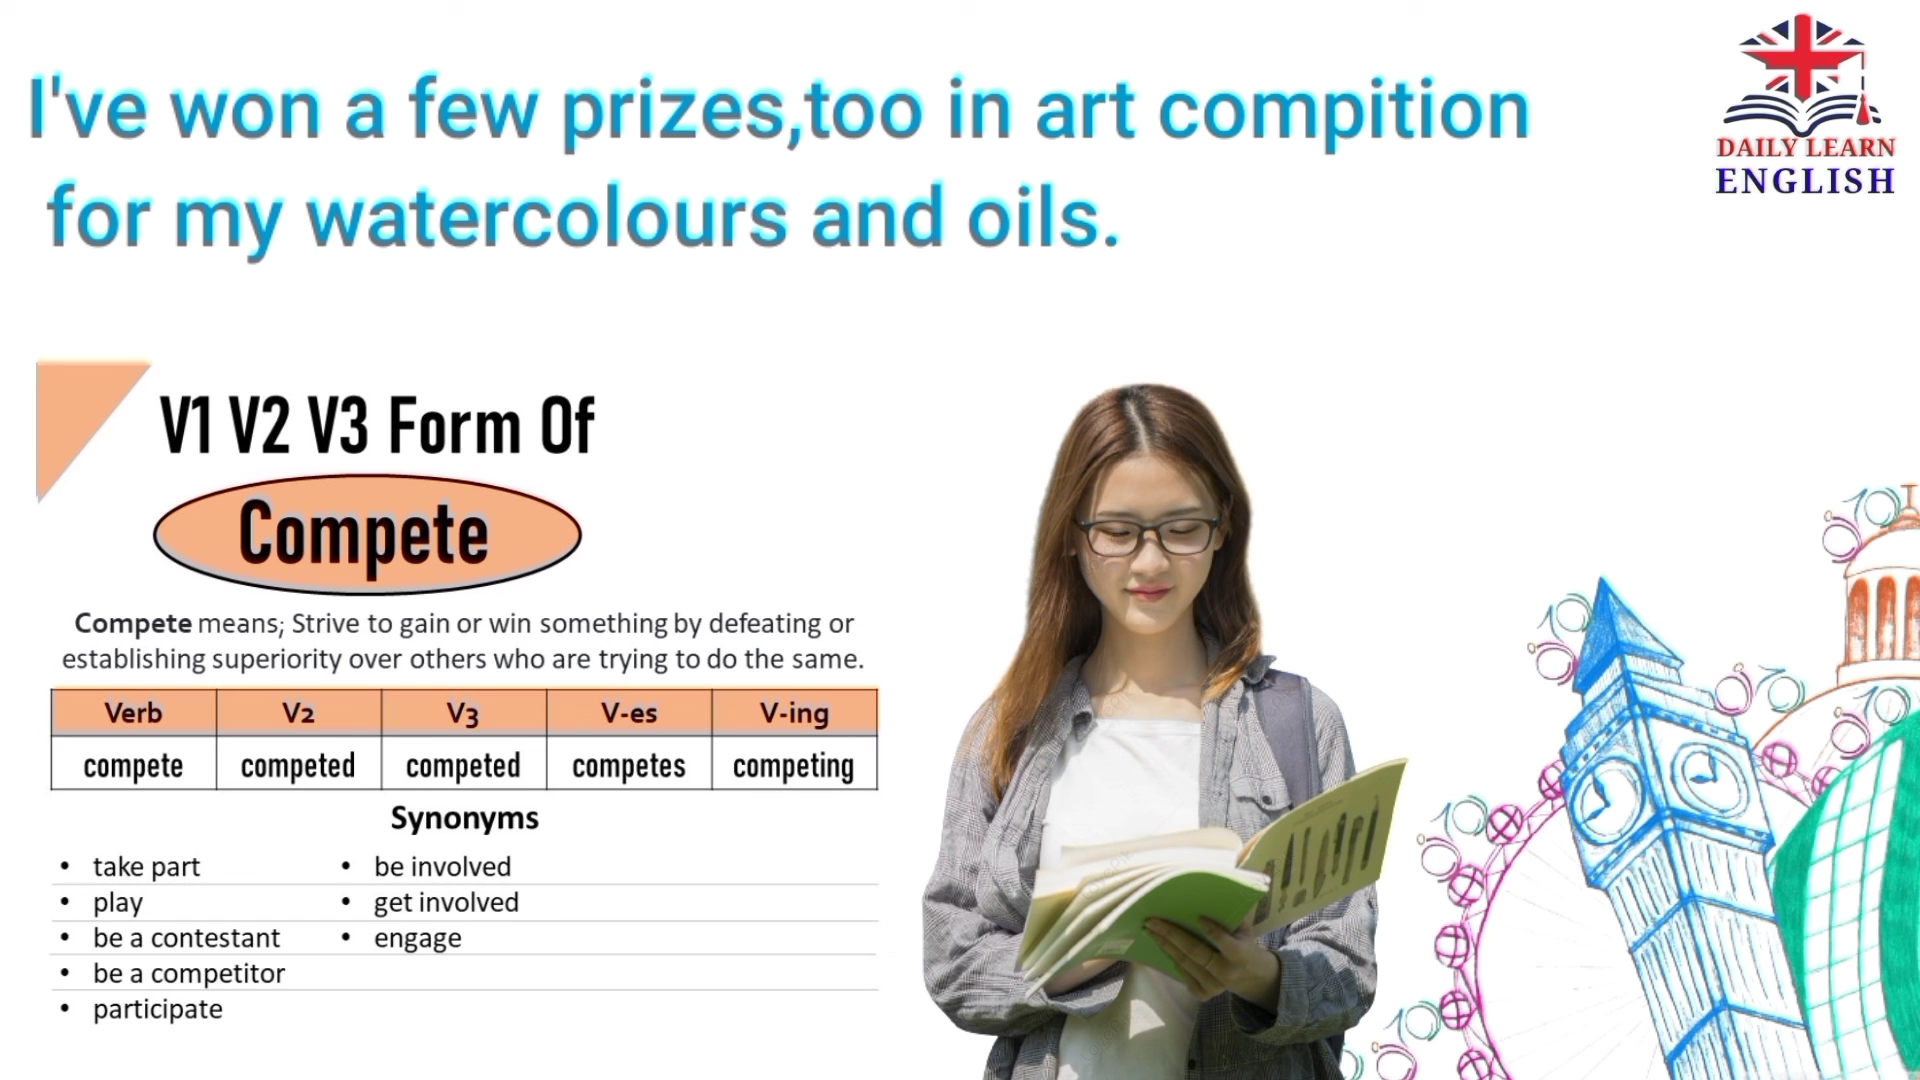 I've won a few prizes,too in art compition
for my watercolours and oils.
DAILY LEARN
ENGLISH
V1 V2 V3 Form Of
Compete
Compete means; Strive to gain or win something by defeating or
establishing superiority over others who are trying to do the same.
Verb V2 V3 V-es V-ing
compete competed competed competes competing
Synonyms
• take part
• play
• be a contestant
• be a competitor
• participate
• be involved
• get involved
• engage